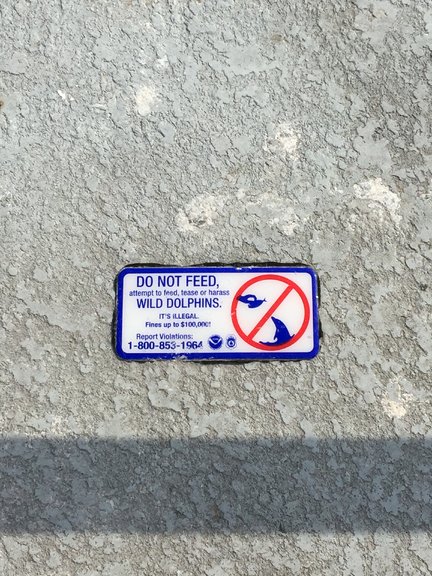 DO NOT FEED,
attempt to feed, tease or harass
WILD DOLPHINS.
IT'S ILLEGAL.
Fines up to $100,000!
Report Violations:
1-800-853-1964